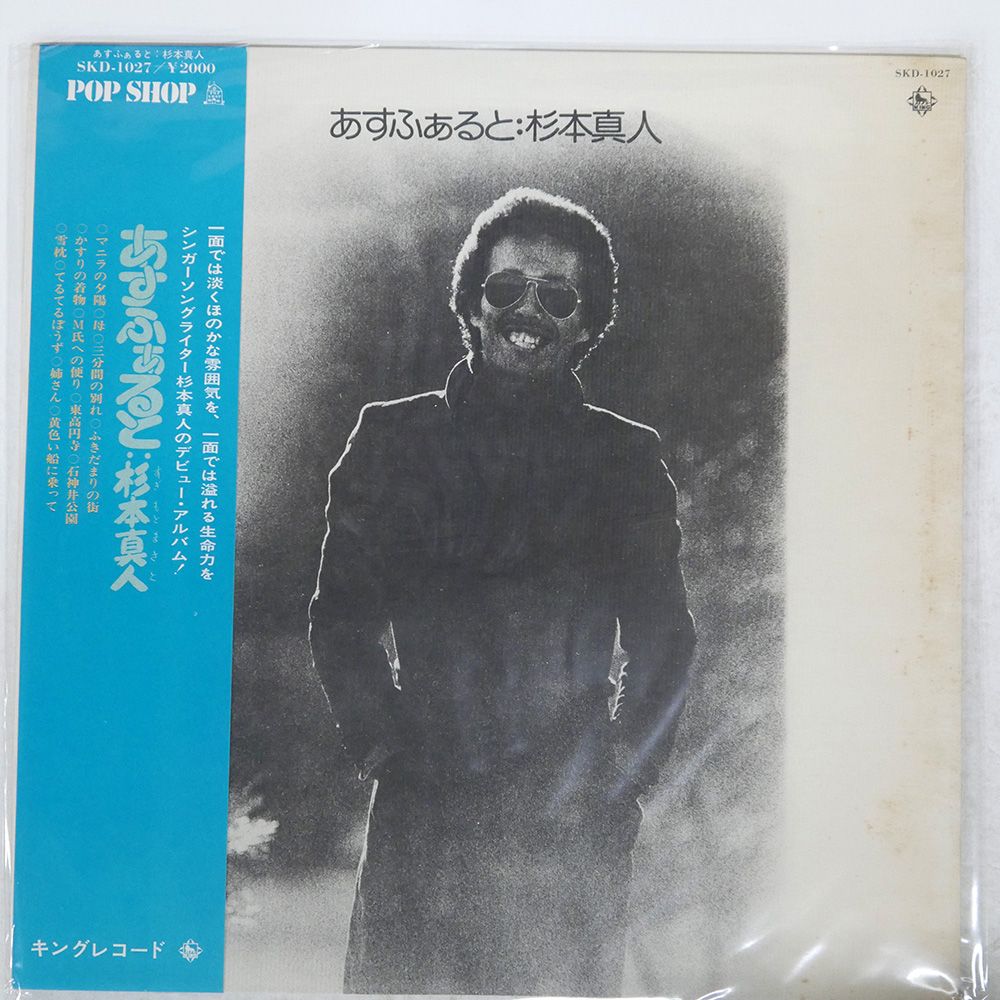 あすふぁると:杉本真人
SKD-1027/¥2000
POP SHOP
一面では淡くほのかな雰囲気を、一面では溢れる生命力を
シンガーソングライター杉本真人のデビュー・アルバム!
あすふぁると:杉本真人
すぎもとまさと
○マニラの夕陽○母○三分間の別れ○ふきだまりの街
○かすりの着物○M氏への便り○東高円寺○石神井公園
○雪枕○てるてるぼうず○姉さん○黄色い船に乗って
キングレコード
SKD-1027
あすふぁると:杉本真人